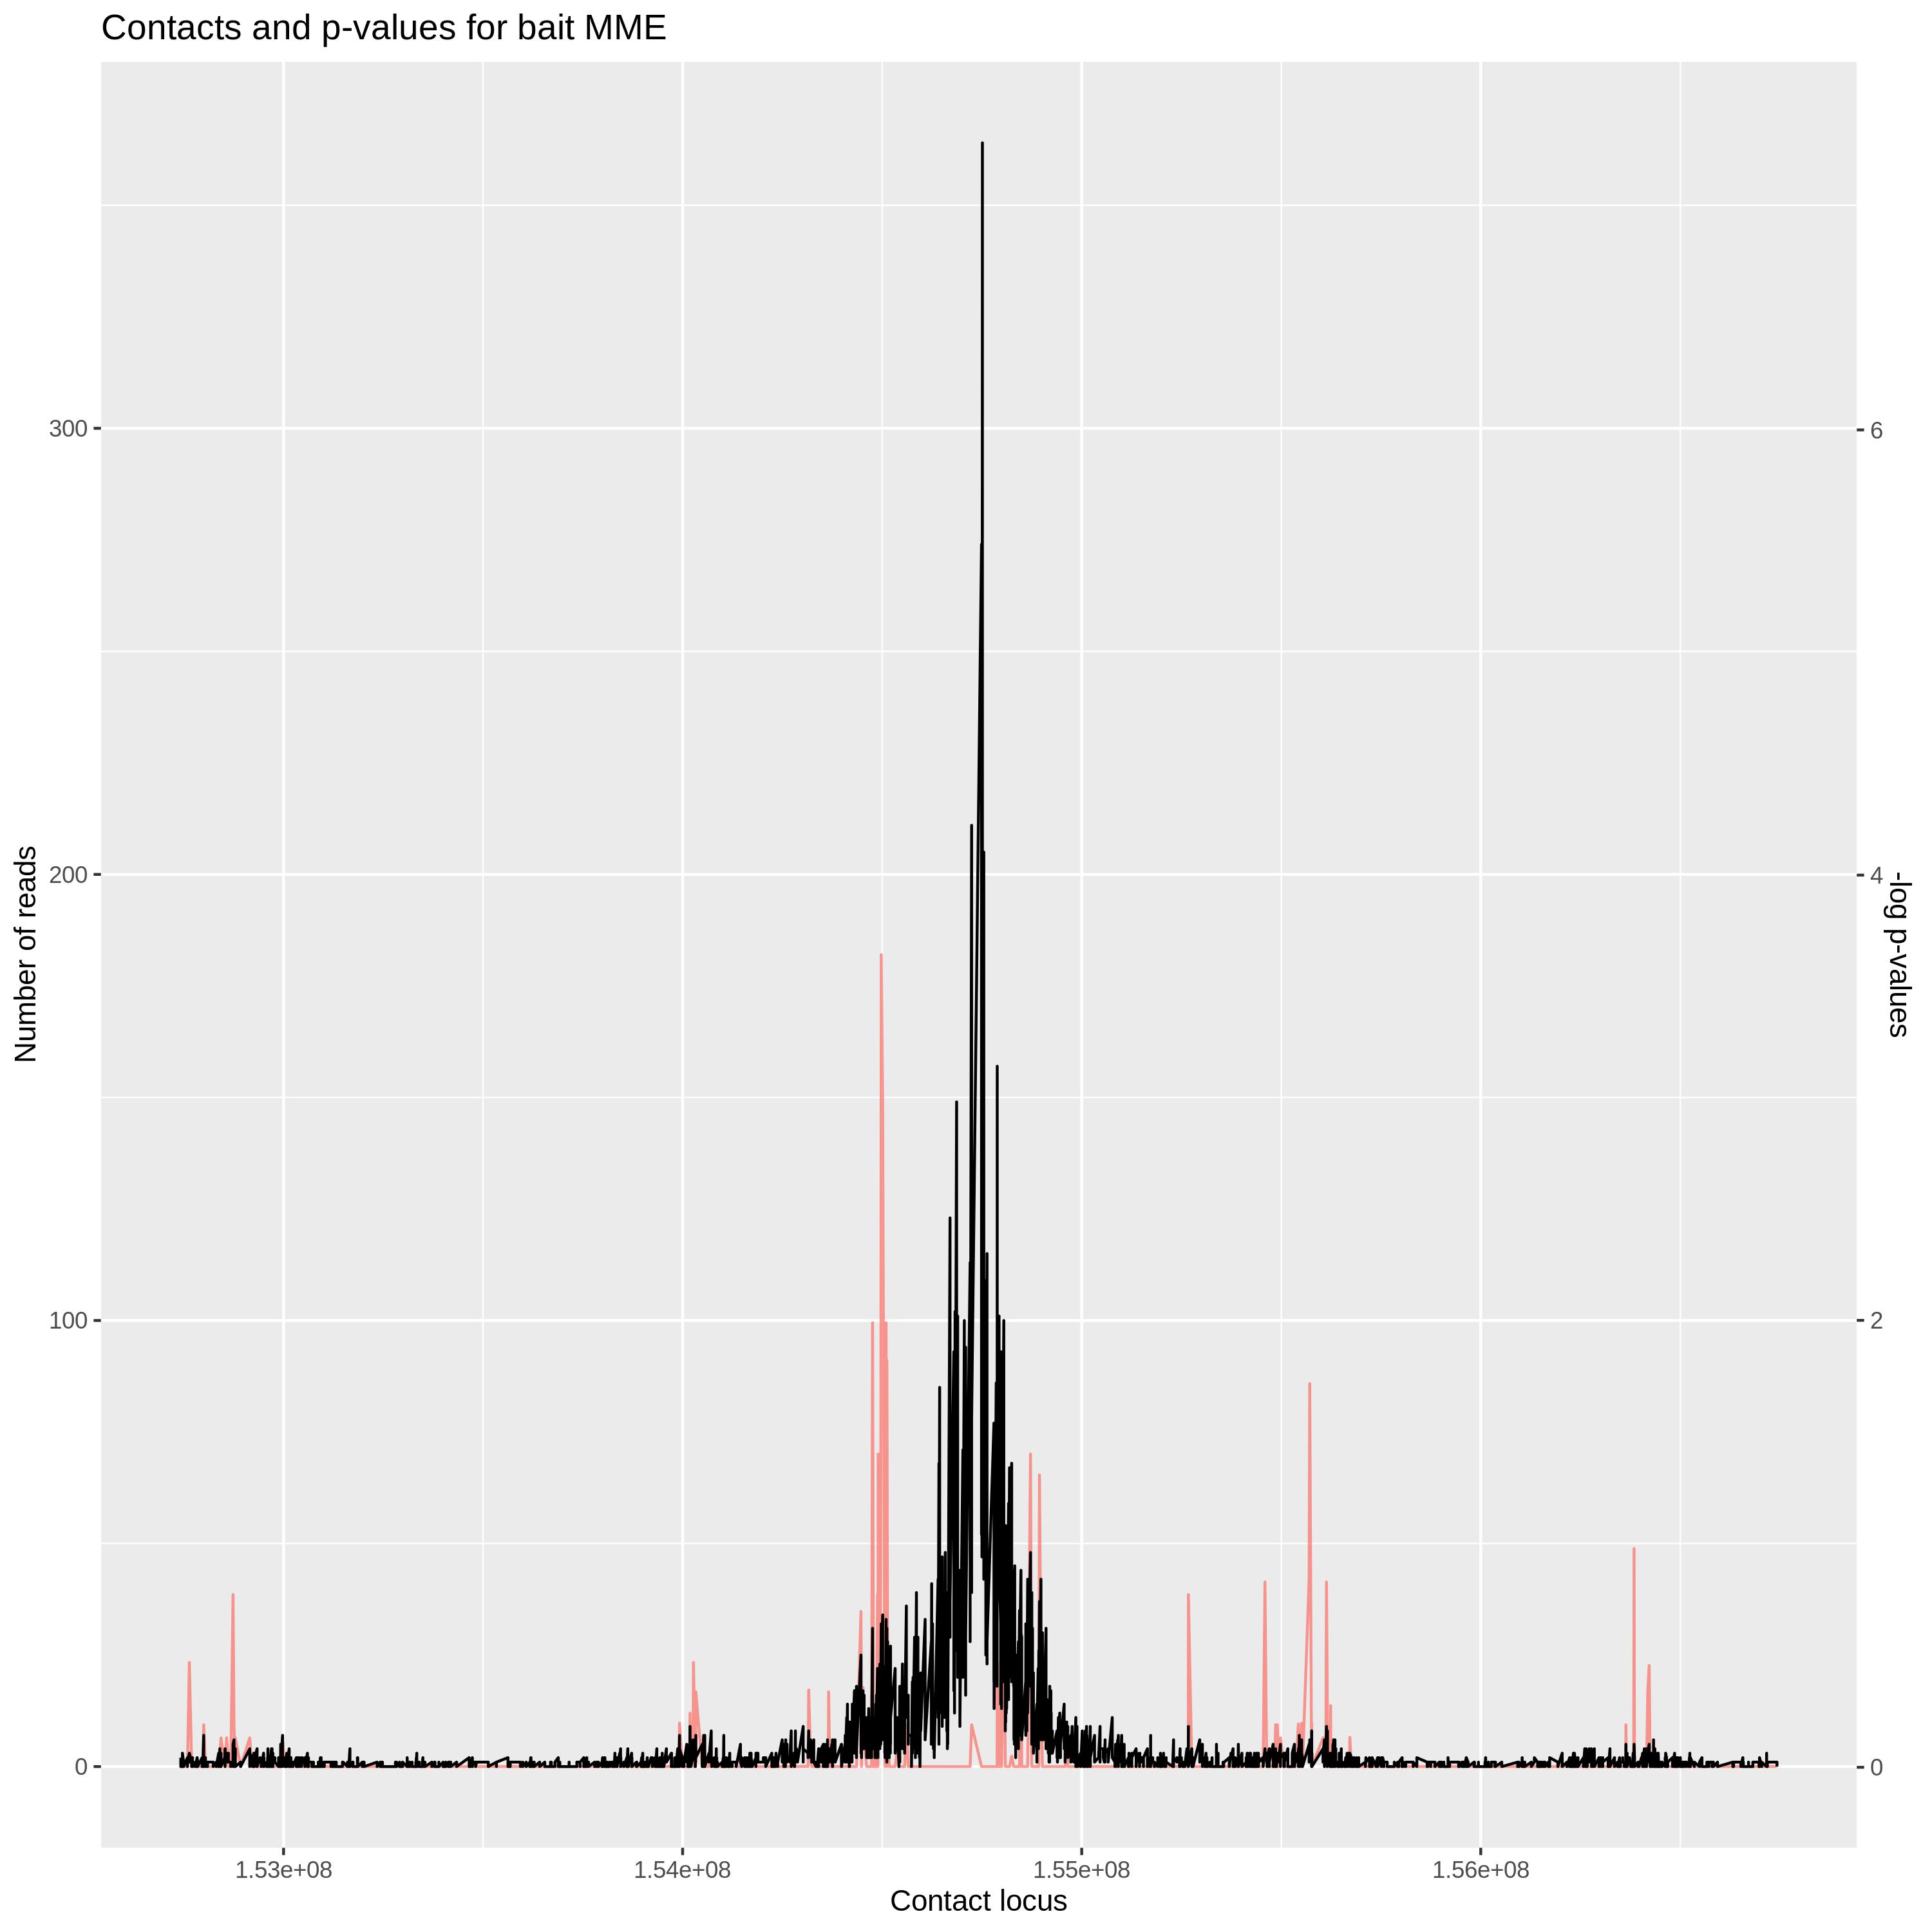 Contacts and p-values for bait MME
300
200
100
0
Number of reads
6
4
2
0
-log p-values
1.53e+08
1.54e+08
1.55e+08
1.56e+08
Contact locus